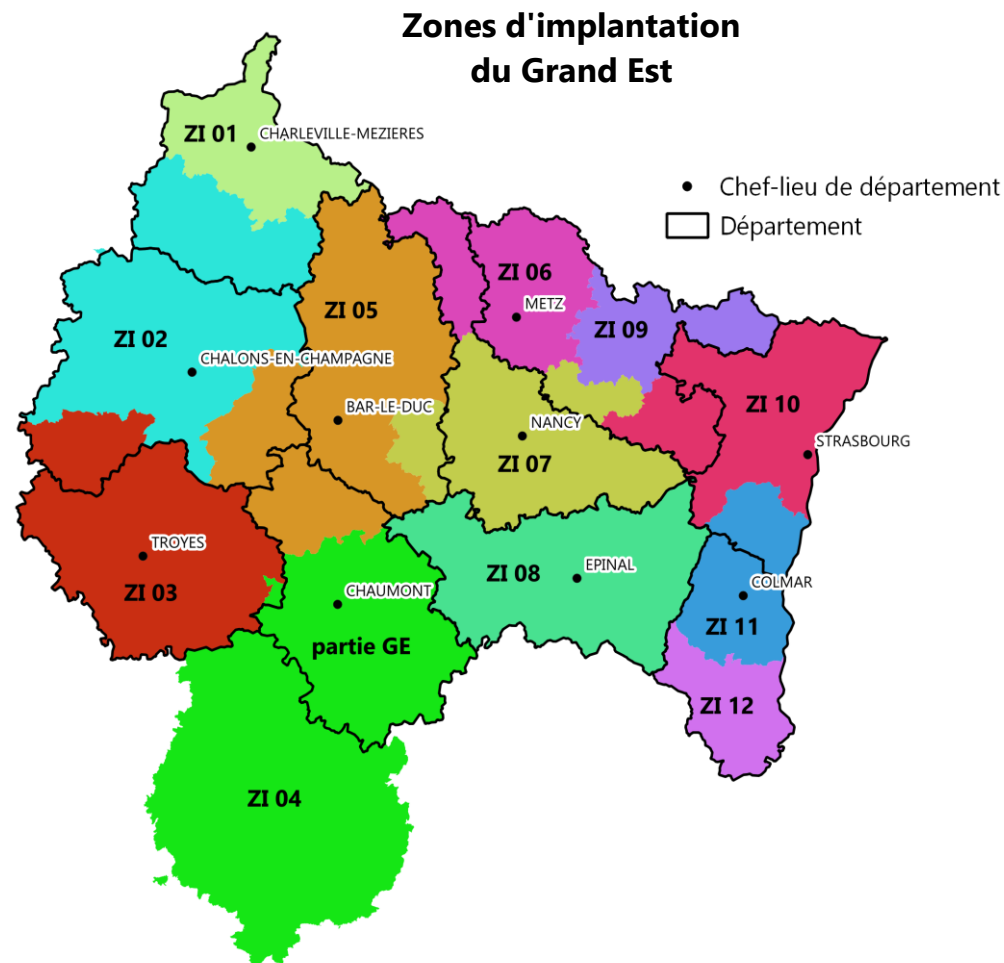 Zones d'implantation
du Grand Est
ZI 01
CHARLEVILLE-MEZIERES
Chef-lieu de département
Département
ZI 06
METZ
ZI 05
ZI 09
ZI 02
CHALONS-EN-CHAMPAGNE
BAR-LE-DUC
ZI 10
NANCY
STRASBOURG
ZI 07
TROYES
ZI 03
ZI 08
EPINAL
CHAUMONT
COLMAR
ZI 11
partie GE
ZI 12
ZI 04